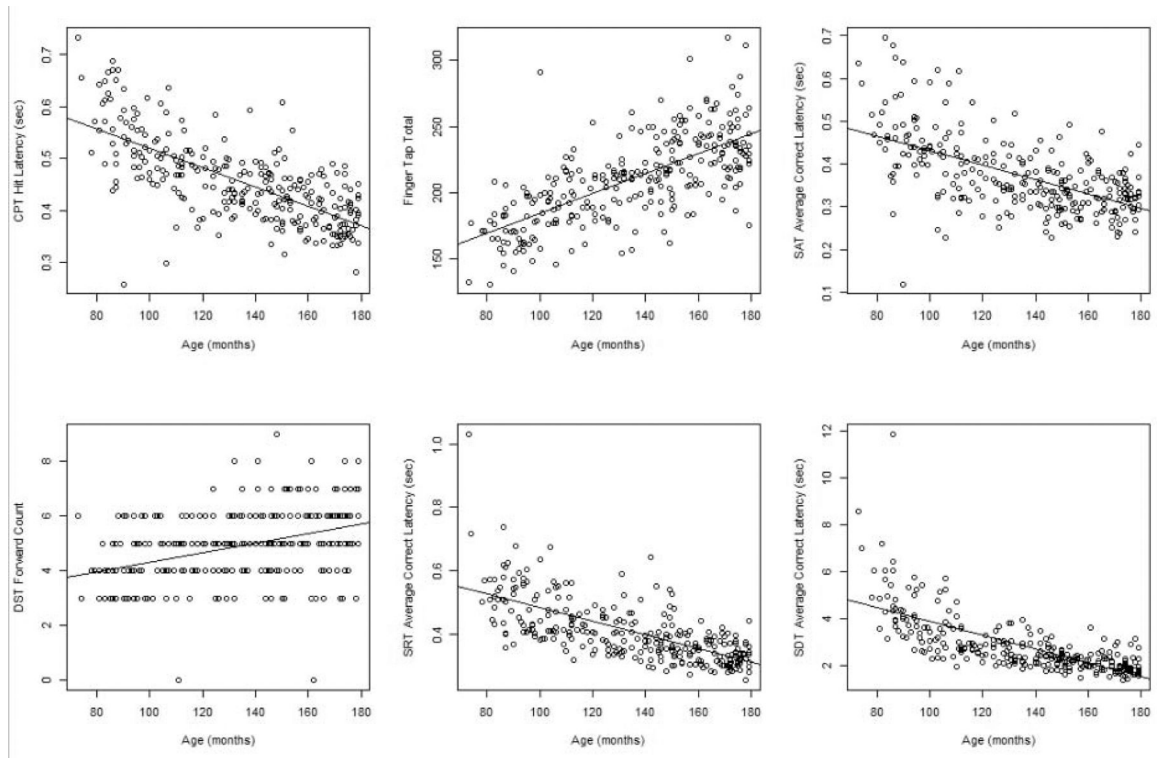 CPT Hit Latency (sec)
0.3 0.4 0.5 0.6 0.7
80 100 120 140 160 180
Age (months)
Finger Tap Total
150 200 250 300
80 100 120 140 160 180
Age (months)
SAT Average Correct Latency (sec)
0.1 0.2 0.3 0.4 0.5 0.6 0.7
80 100 120 140 160 180
Age (months)
DST Forward Count
0 2 4 6 8
80 100 120 140 160 180
Age (months)
SRT Average Correct Latency (sec)
0.4 0.6 0.8 1.0
80 100 120 140 160 180
Age (months)
SDT Average Correct Latency (sec)
2 4 6 8 10 12
80 100 120 140 160 180
Age (months)